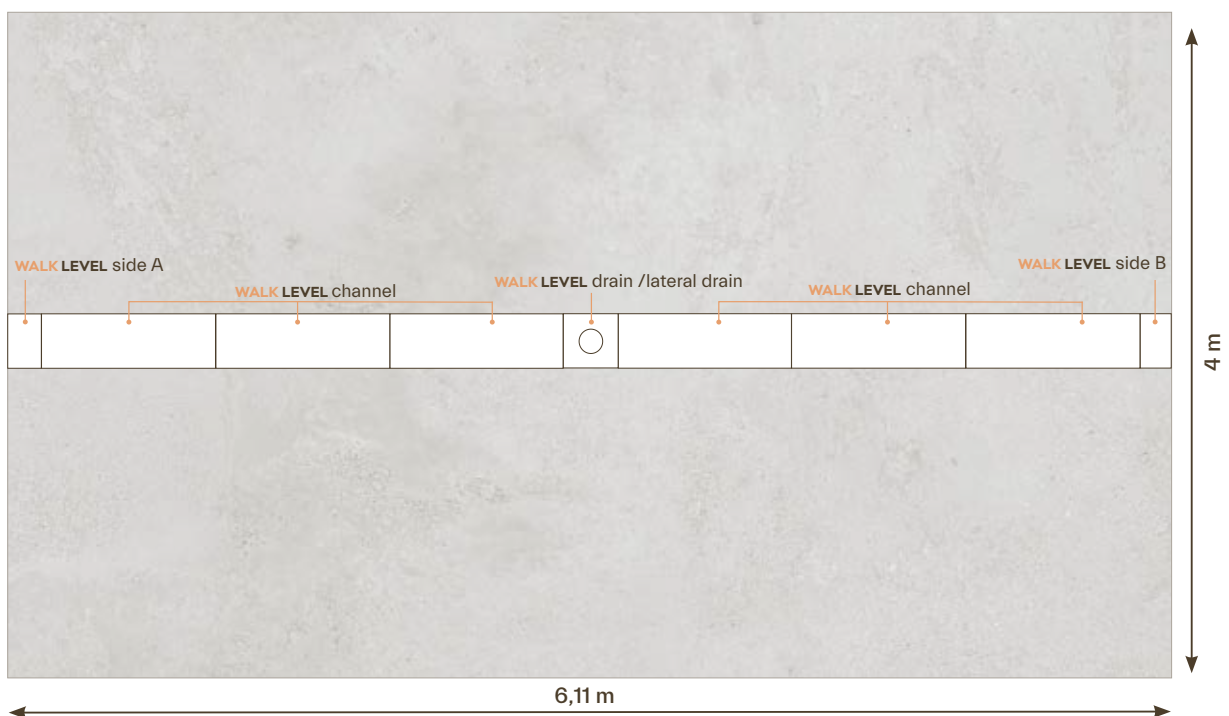 WALK LEVEL side A
WALK LEVEL channel
WALK LEVEL drain /lateral drain
WALK LEVEL channel
WALK LEVEL side B
4 m
6,11 m